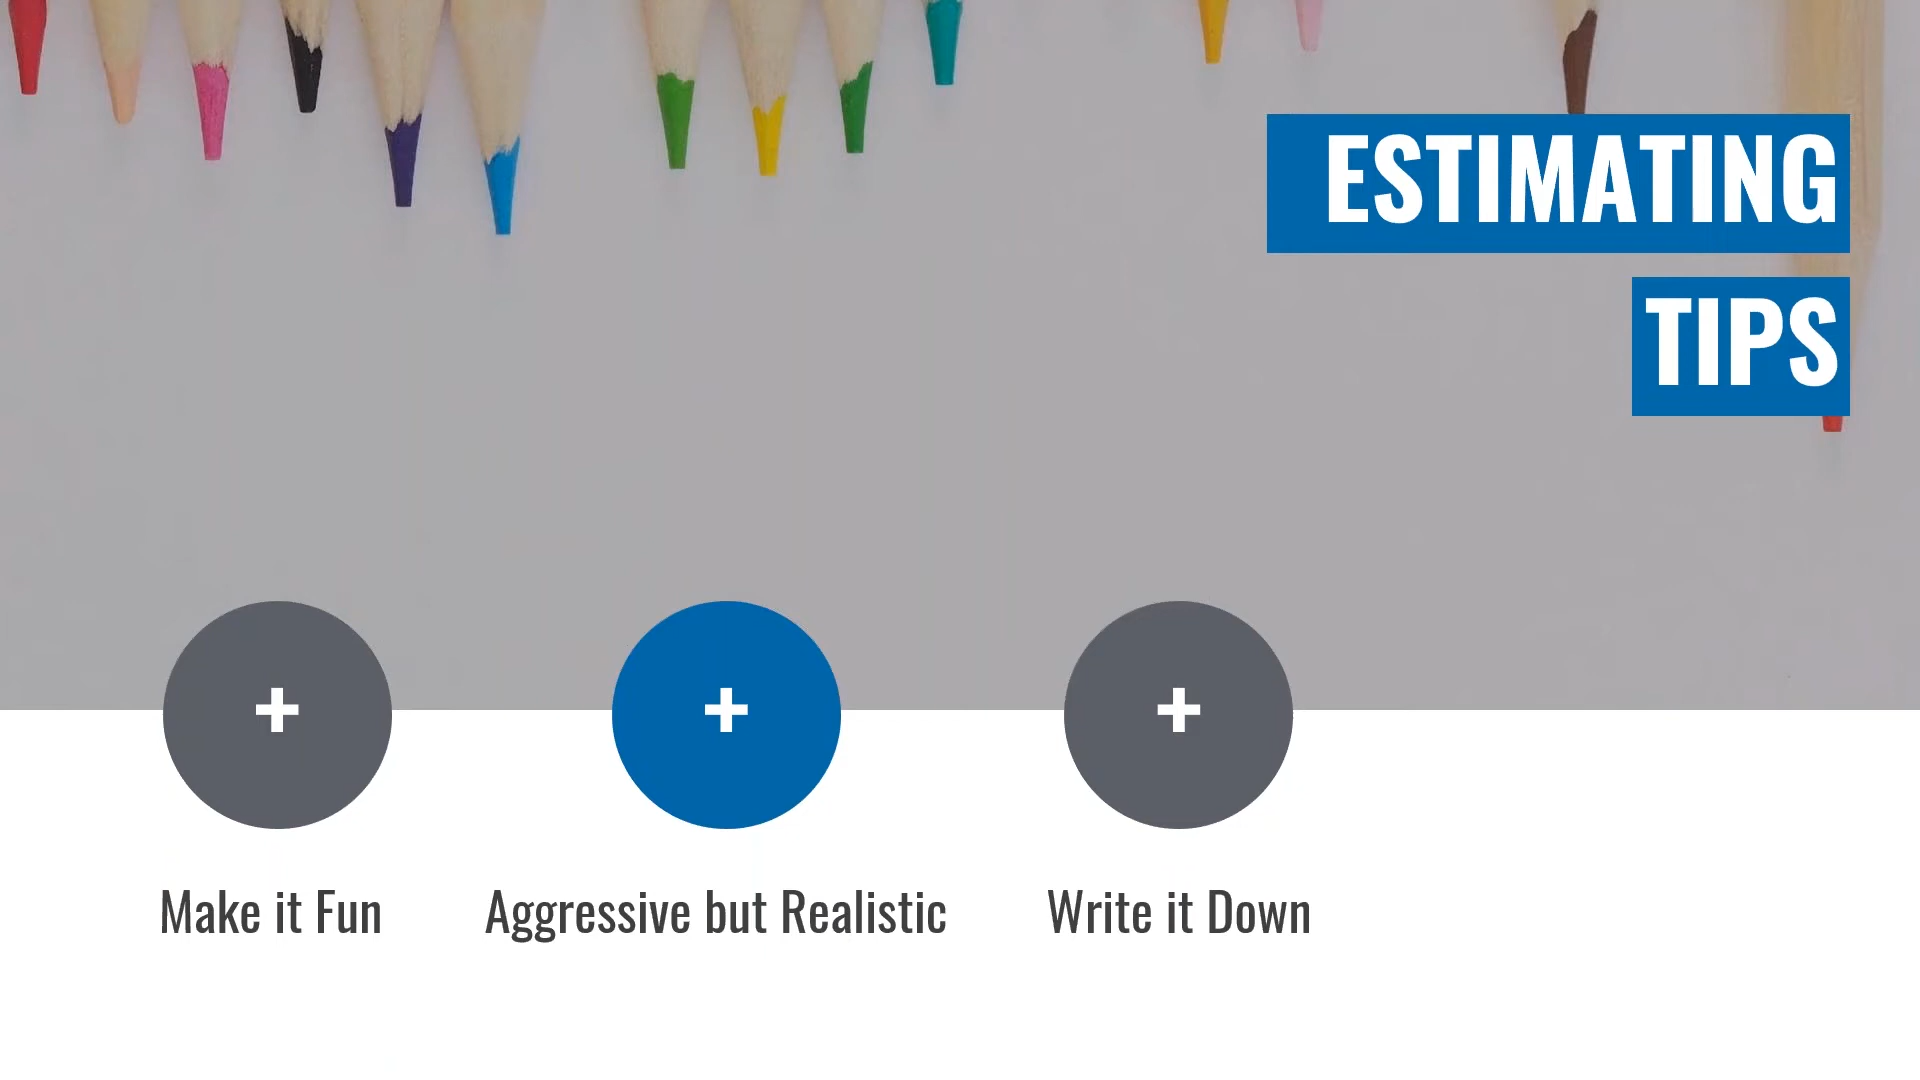 ESTIMATING
TIPS
+ + +
Make it Fun
Aggressive but Realistic
Write it Down